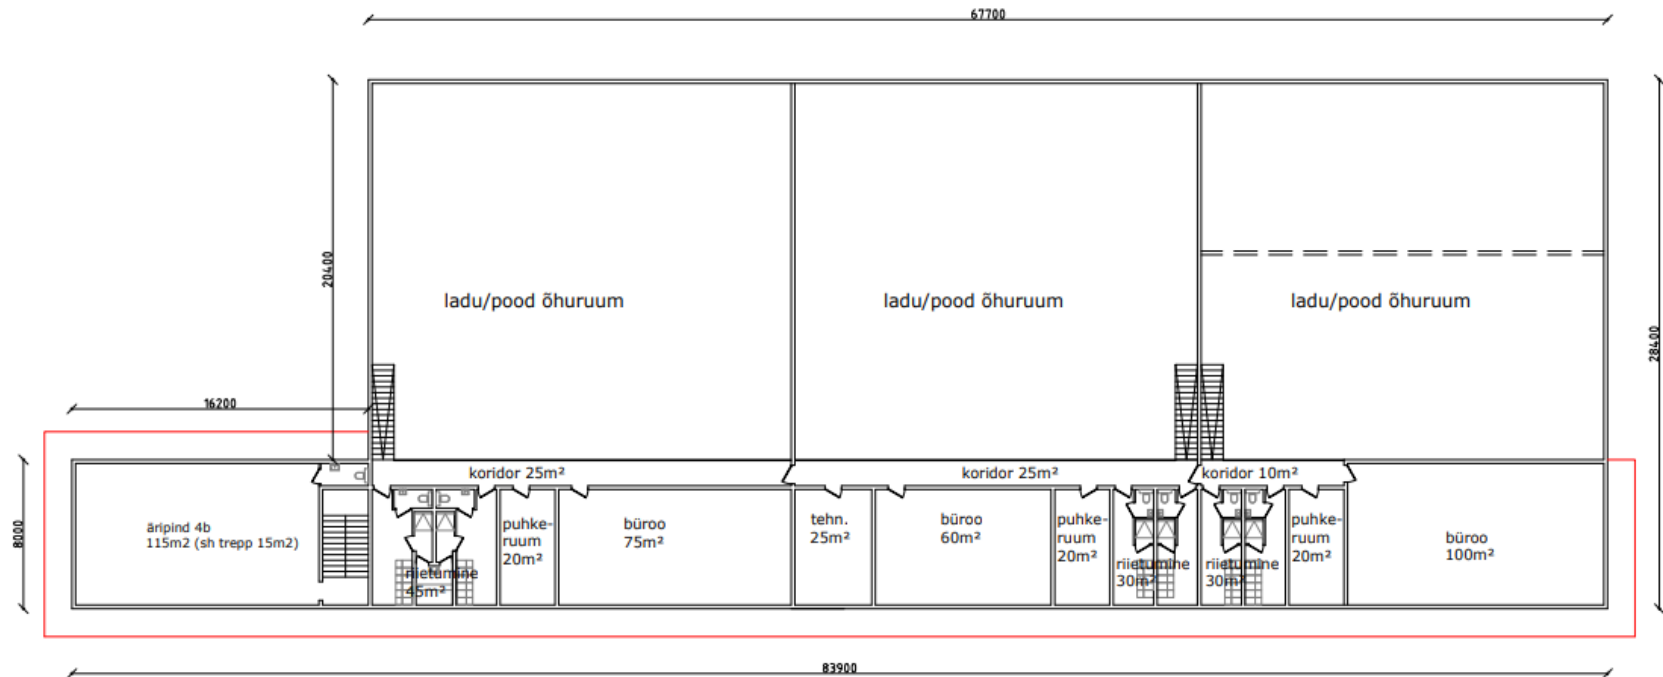 67700
20400
28400
ladu/pood õhuruum
ladu/pood õhuruum
ladu/pood õhuruum
16200
8000
koridor 25m²
koridor 25m²
koridor 10m²
äripind 4b
115m2 (sh trepp 15m2)
riietumine
45m²
puhke-
ruum
20m²
büroo
75m²
tehn.
25m²
büroo
60m²
puhke-
ruum
20m²
riietumine
30m²
riietumine
30m²
puhke-
ruum
20m²
büroo
100m²
83900